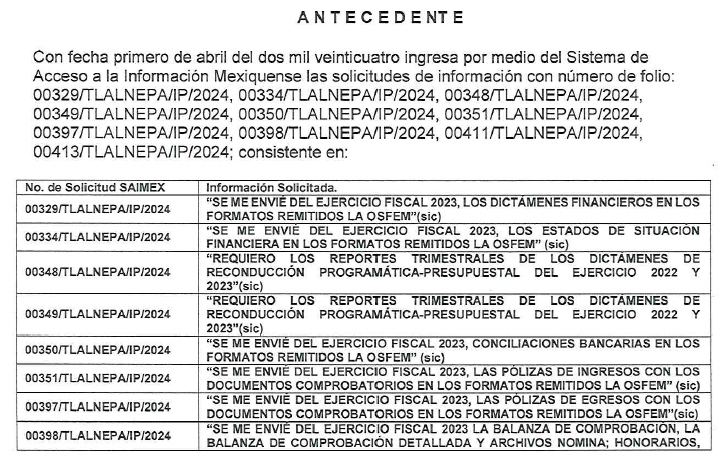 ANTECEDENTE
Con fecha primero de abril del dos mil veinticuatro ingresa por medio del Sistema de
Acceso a la Información Mexiquense las solicitudes de información con número de folio:
00329/TLALNEPA/IP/2024, 00334/TLALNEPA/IP/2024, 00348/TLALNEPA/IP/2024,
00349/TLALNEPA/IP/2024, 00350/TLALNEPA/IP/2024, 00351/TLALNEPA/IP/2024,
00397/TLALNEPA/IP/2024, 00398/TLALNEPA/IP/2024, 00411/TLALNEPA/IP/2024,
00413/TLALNEPA/IP/2024; consistente en:
No. de Solicitud SAIMEX Información Solicitada.
00329/TLALNEPA/IP/2024 "SE ME ENVIÉ DEL EJERCICIO FISCAL 2023, LOS DICTÁMENES FINANCIEROS EN LOS
FORMATOS REMITIDOS LA OSFEM"(sic)
00334/TLALNEPA/IP/2024 "SE ME ENVIÉ DEL EJERCICIO FISCAL 2023, LOS ESTADOS DE SITUACIÓN
FINANCIERA EN LOS FORMATOS REMITIDOS LA OSFEM" (sic)
00348/TLALNEPA/IP/2024 "REQUIERO LOS REPORTES TRIMESTRALES DE LOS DICTÁMENES DE
RECONDUCCIÓN PROGRAMÁTICA-PRESUPUESTAL DEL EJERCICIO 2022 Y
2023"(sic)
00349/TLALNEPA/IP/2024 "REQUIERO LOS REPORTES TRIMESTRALES DE LOS DICTÁMENES DE
RECONDUCCIÓN PROGRAMÁTICA-PRESUPUESTAL DEL EJERCICIO 2022 Y
2023"(sic)
00350/TLALNEPA/IP/2024 "SE ME ENVIÉ DEL EJERCICIO FISCAL 2023, CONCILIACIONES BANCARIAS EN LOS
FORMATOS REMITIDOS LA OSFEM" (sic)
00351/TLALNEPA/IP/2024 "SE ME ENVIÉ DEL EJERCICIO FISCAL 2023, LAS PÓLIZAS DE INGRESOS CON LOS
DOCUMENTOS COMPROBATORIOS EN LOS FORMATOS REMITIDOS LA OSFEM" (sic)
00397/TLALNEPA/IP/2024 "SE ME ENVIÉ DEL EJERCICIO FISCAL 2023, LAS PÓLIZAS DE EGRESOS CON LOS
DOCUMENTOS COMPROBATORIOS EN LOS FORMATOS REMITIDOS LA OSFEM"(sic)
00398/TLALNEPA/IP/2024 "SE ME ENVIÉ DEL EJERCICIO FISCAL 2023 LA BALANZA DE COMPROBACIÓN, LA
BALANZA DE COMPROBACIÓN DETALLADA Y ARCHIVOS NOMINA; HONORARIOS,